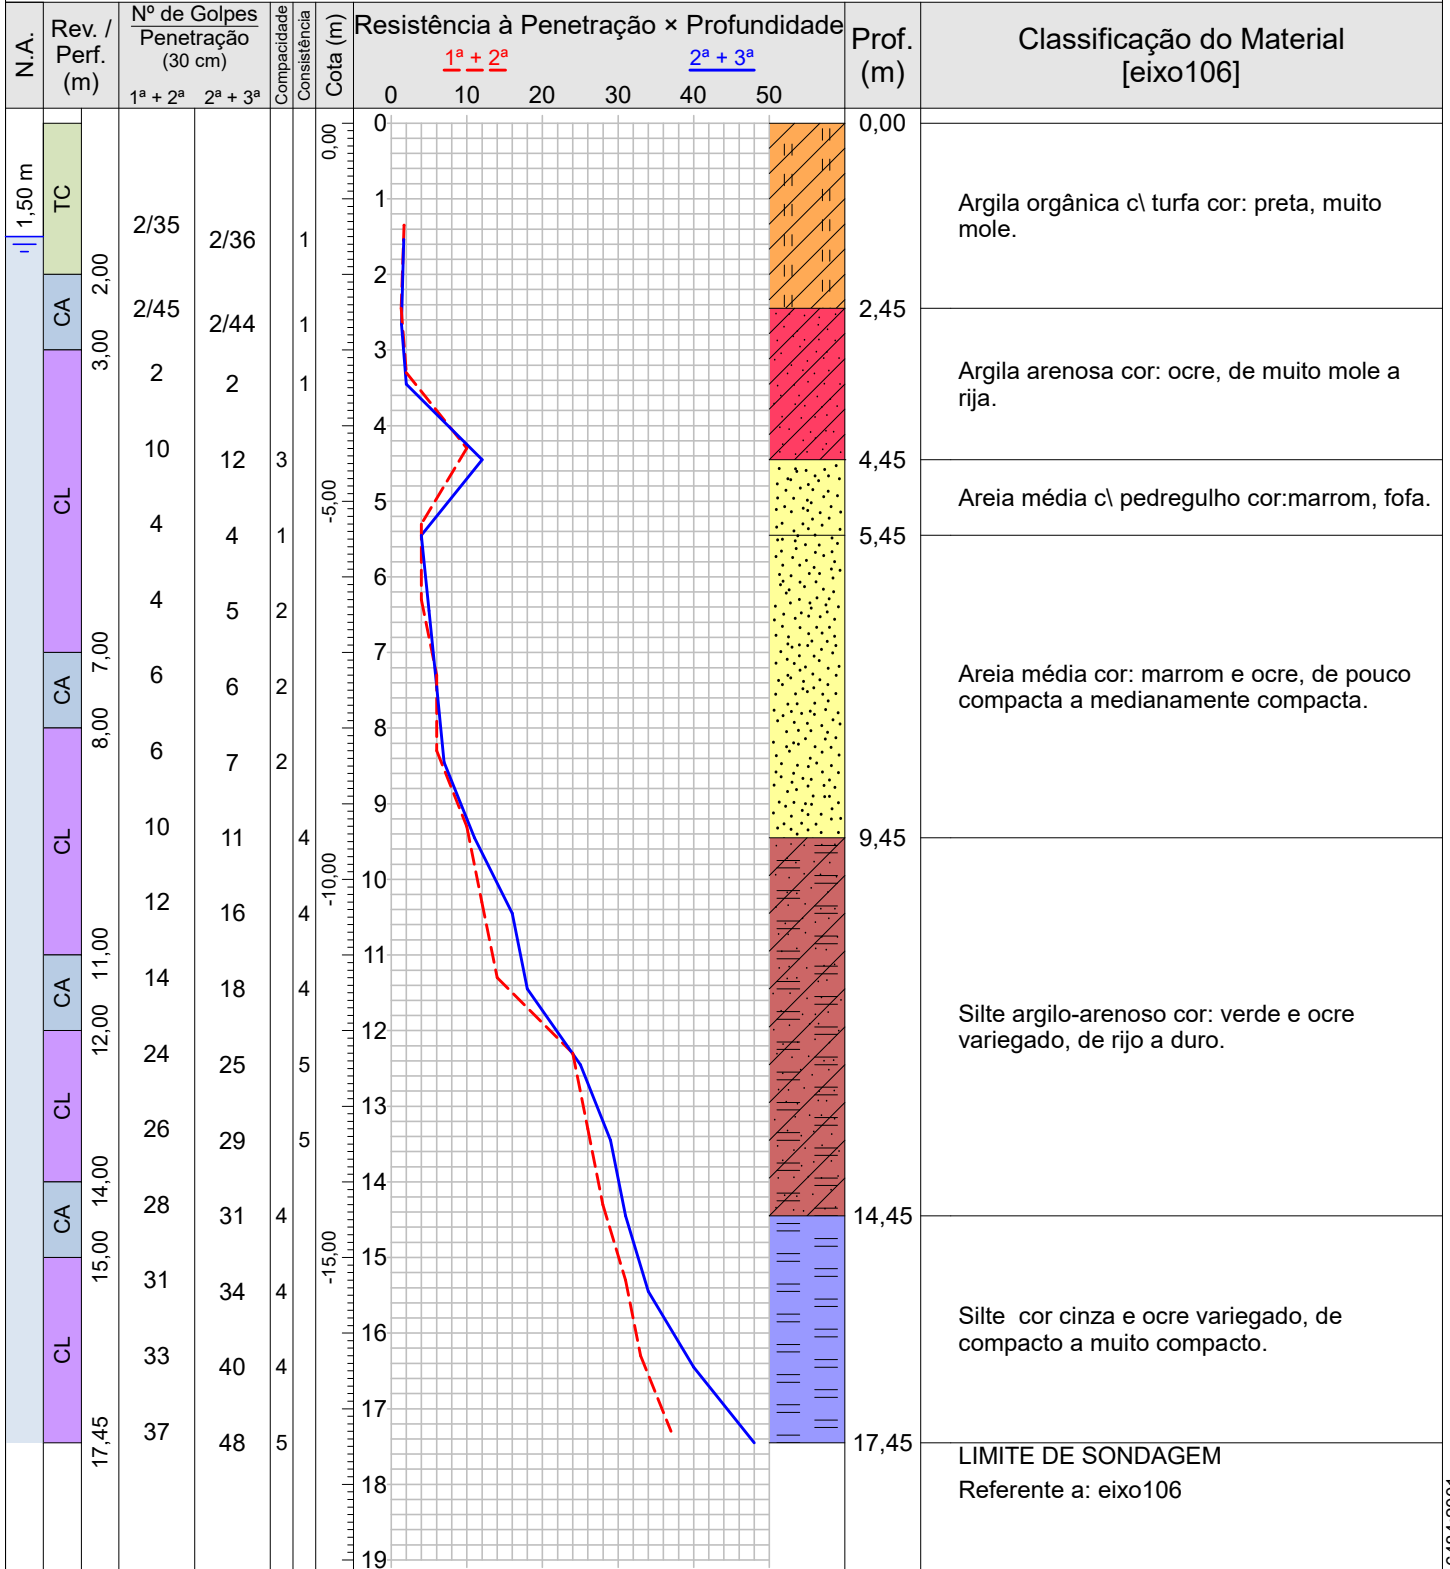 N.A.
Rev. /
Perf.
(m)
Nº de Golpes
Penetração
(30 cm)
1ª + 2ª 2ª + 3ª
Compacidade
Consistência
Cota (m)
Resistência à Penetração × Profundidade
1ª + 2ª 2ª + 3ª
0 10 20 30 40 50
Prof.
(m)
Classificação do Material
[eixo106]
1,50 m
TC
2,00
CA
3,00
CL
7,00
CA
8,00
CL
11,00
CA
12,00
CL
14,00
CA
15,00
CL
17,45
2/35 2/36 1
2/45 2/44 1
2 2 1
10 12 3
4 4 1
4 5 2
6 6 2
6 7 2
10 11 4
12 16 4
14 18 4
24 25 5
26 29 5
28 31 4
31 34 4
33 40 4
37 48 5
0,00
-5,00
-10,00
-15,00
0
1
2
3
4
5
6
7
8
9
10
11
12
13
14
15
16
17
18
19
0,00
Argila orgânica c\ turfa cor: preta, muito
mole.
2,45
Argila arenosa cor: ocre, de muito mole a
rija.
4,45
Areia média c\ pedregulho cor:marrom, fofa.
5,45
Areia média cor: marrom e ocre, de pouco
compacta a medianamente compacta.
9,45
Silte argilo-arenoso cor: verde e ocre
variegado, de rijo a duro.
14,45
Silte cor cinza e ocre variegado, de
compacto a muito compacto.
17,45
LIMITE DE SONDAGEM
Referente a: eixo106